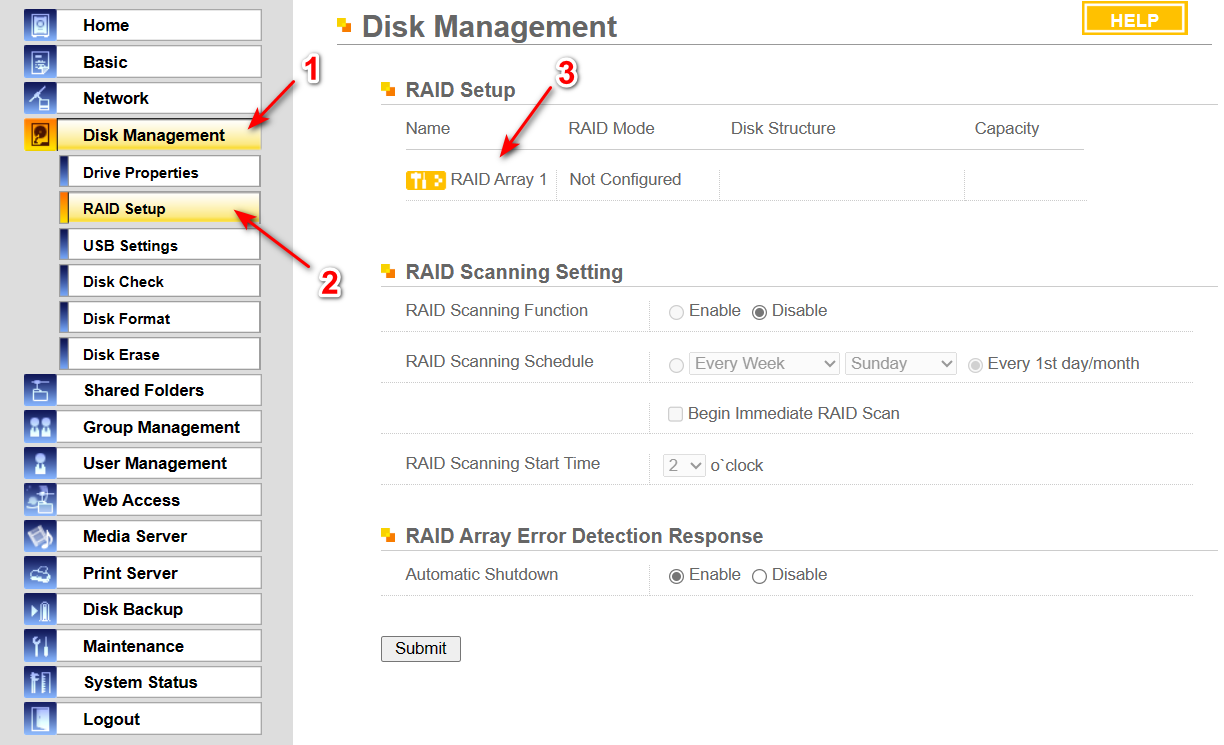 Home
Basic
Network
Disk Management
Drive Properties
RAID Setup
USB Settings
Disk Check
Disk Format
Disk Erase
Shared Folders
Group Management
User Management
Web Access
Media Server
Print Server
Disk Backup
Maintenance
System Status
Logout
1
2
Disk Management
HELP
3
RAID Setup
Name RAID Mode Disk Structure Capacity
RAID Array 1 Not Configured
RAID Scanning Setting
RAID Scanning Function Enable Disable
RAID Scanning Schedule Every Week Sunday Every 1st day/month
Begin Immediate RAID Scan
RAID Scanning Start Time 2 o`clock
RAID Array Error Detection Response
Automatic Shutdown Enable Disable
Submit